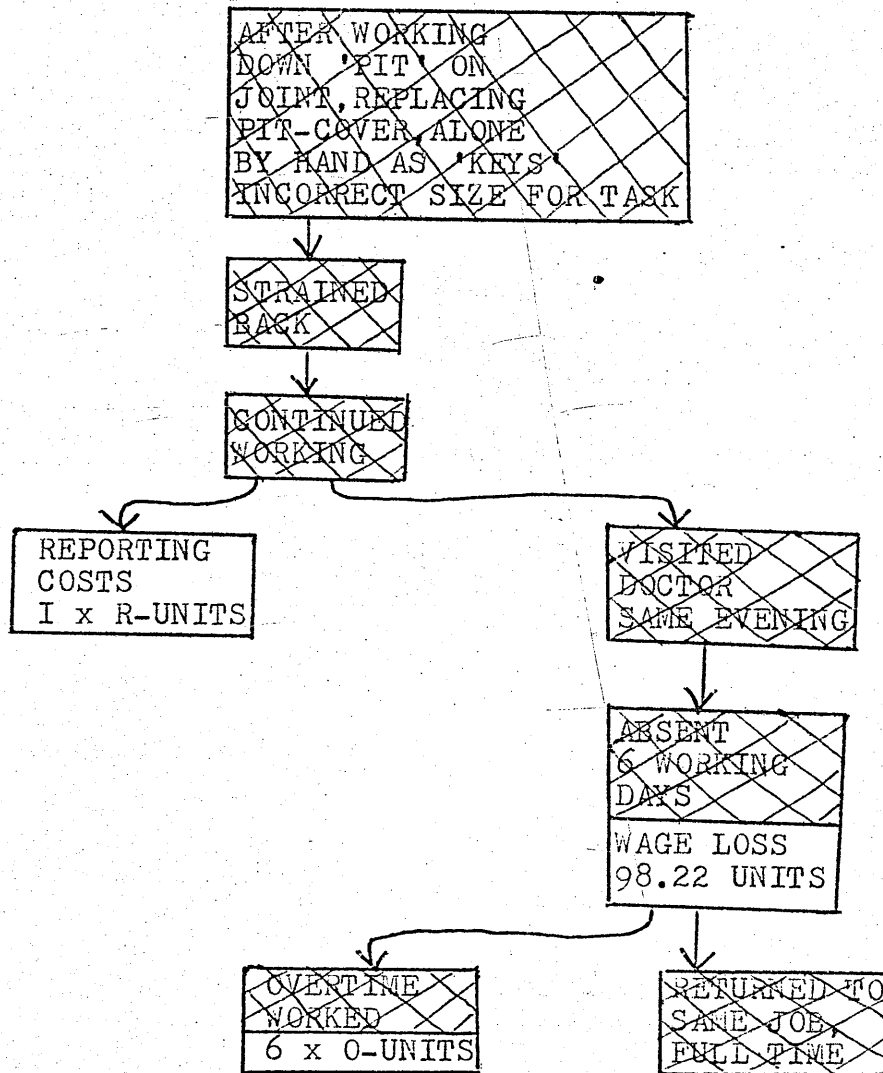 AFTER WORKING
DOWN 'PIT' ON
JOINT, REPLACING
PIT-COVER, ALONE
BY HAND AS 'KEYS'
INCORRECT SIZE FOR TASK
STRAINED
BACK
CONTINUED
WORKING
REPORTING
COSTS
I x R-UNITS
VISITED
DOCTOR
SAME EVENING
ABSENT
6 WORKING
DAYS
WAGE LOSS
98.22 UNITS
OVERTIME
WORKED
6 x O-UNITS
RETURNED TO
SAME JOB,
FULL TIME